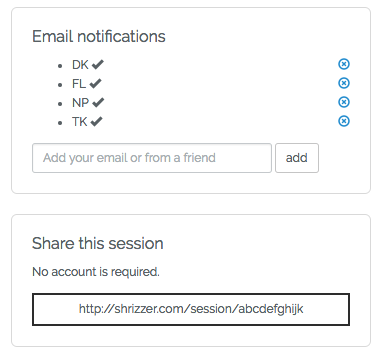 Email notifications
DK
FL
NP
TK
Add your email or from a friend
add
Share this session
No account is required.
http://shrizzer.com/session/abcdefghijk